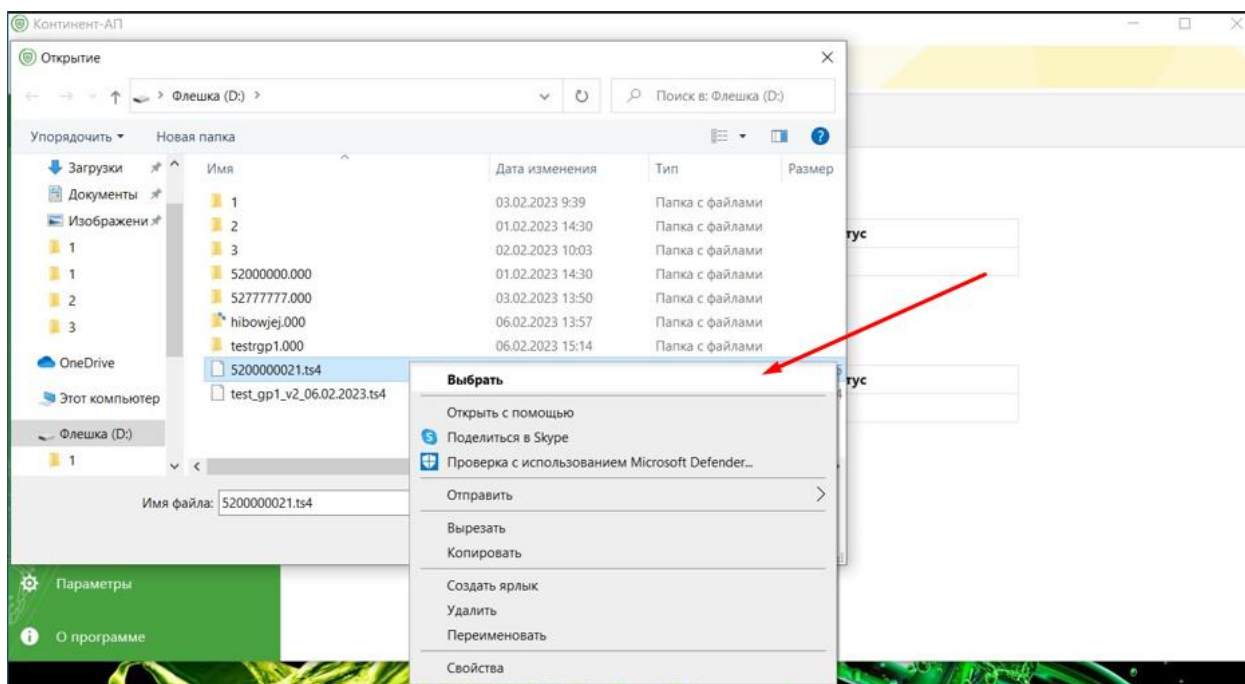 Континент-АП
Открытие
Флешка (D:)
Поиск в: Флешка (D:)
Упорядочить
Новая папка
Имя Дата изменения Тип Размер
Загрузки
Документы
Изображени
1
1
2
3
OneDrive
Этот компьютер
Флешка (D:)
1
1 03.02.2023 9:39 Папка с файлами
2 01.02.2023 14:30 Папка с файлами
3 02.02.2023 10:03 Папка с файлами
52000000.000 01.02.2023 14:30 Папка с файлами
52777777.000 03.02.2023 13:50 Папка с файлами
hibowjej.000 06.02.2023 13:57 Папка с файлами
testrgp1.000 06.02.2023 15:14 Папка с файлами
5200000021.ts4
test_gp1_v2_06.02.2023.ts4
тус
тус
Имя файла: 5200000021.ts4
Выбрать
Открыть с помощью
Поделиться в Skype
Проверка с использованием Microsoft Defender...
Отправить
Вырезать
Копировать
Создать ярлык
Удалить
Переименовать
Свойства
Параметры
О программе